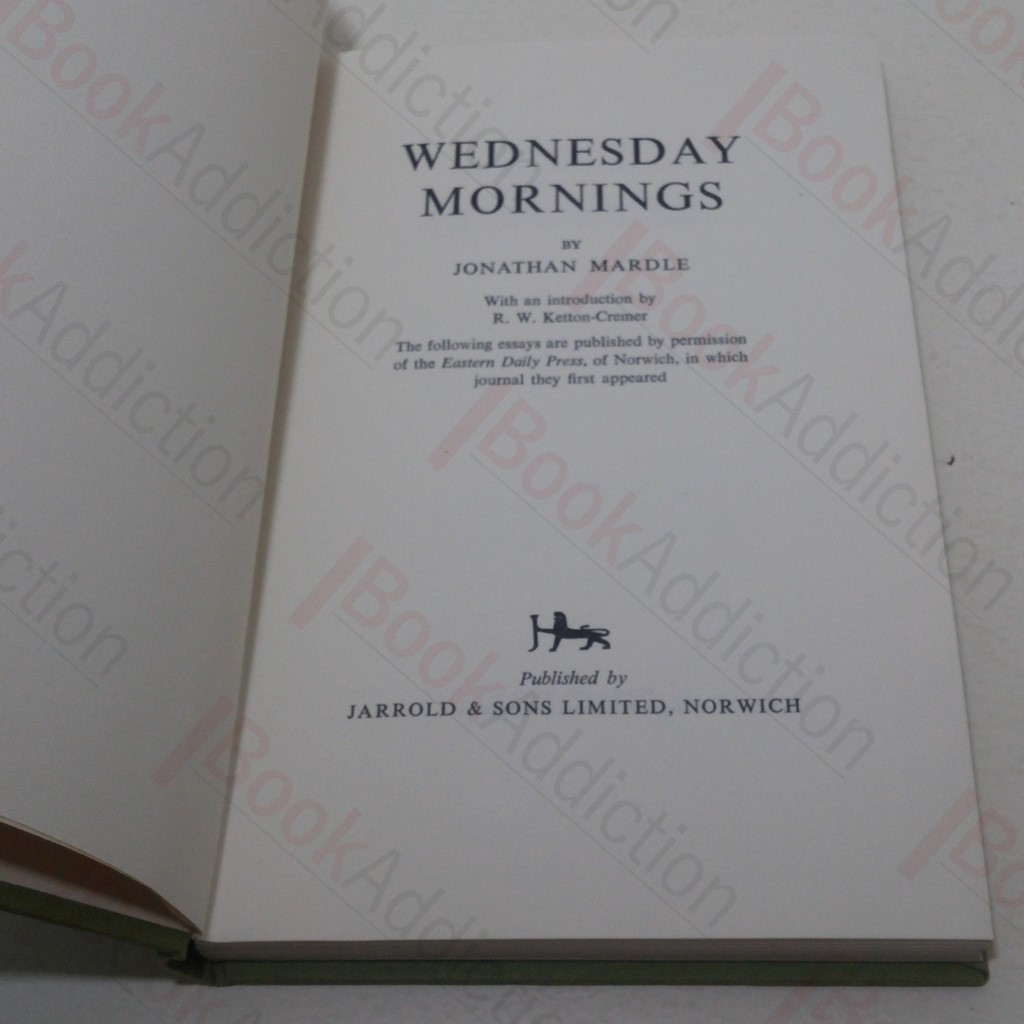 WEDNESDAY
MORNINGS
BY
JONATHAN MARDLE
With an introduction by
R. W. Ketton-Cremer
The following essays are published by permission
of the Eastern Daily Press, of Norwich, in which
journal they first appeared
Published by
JARROLD & SONS LIMITED, NORWICH
BookAddiction